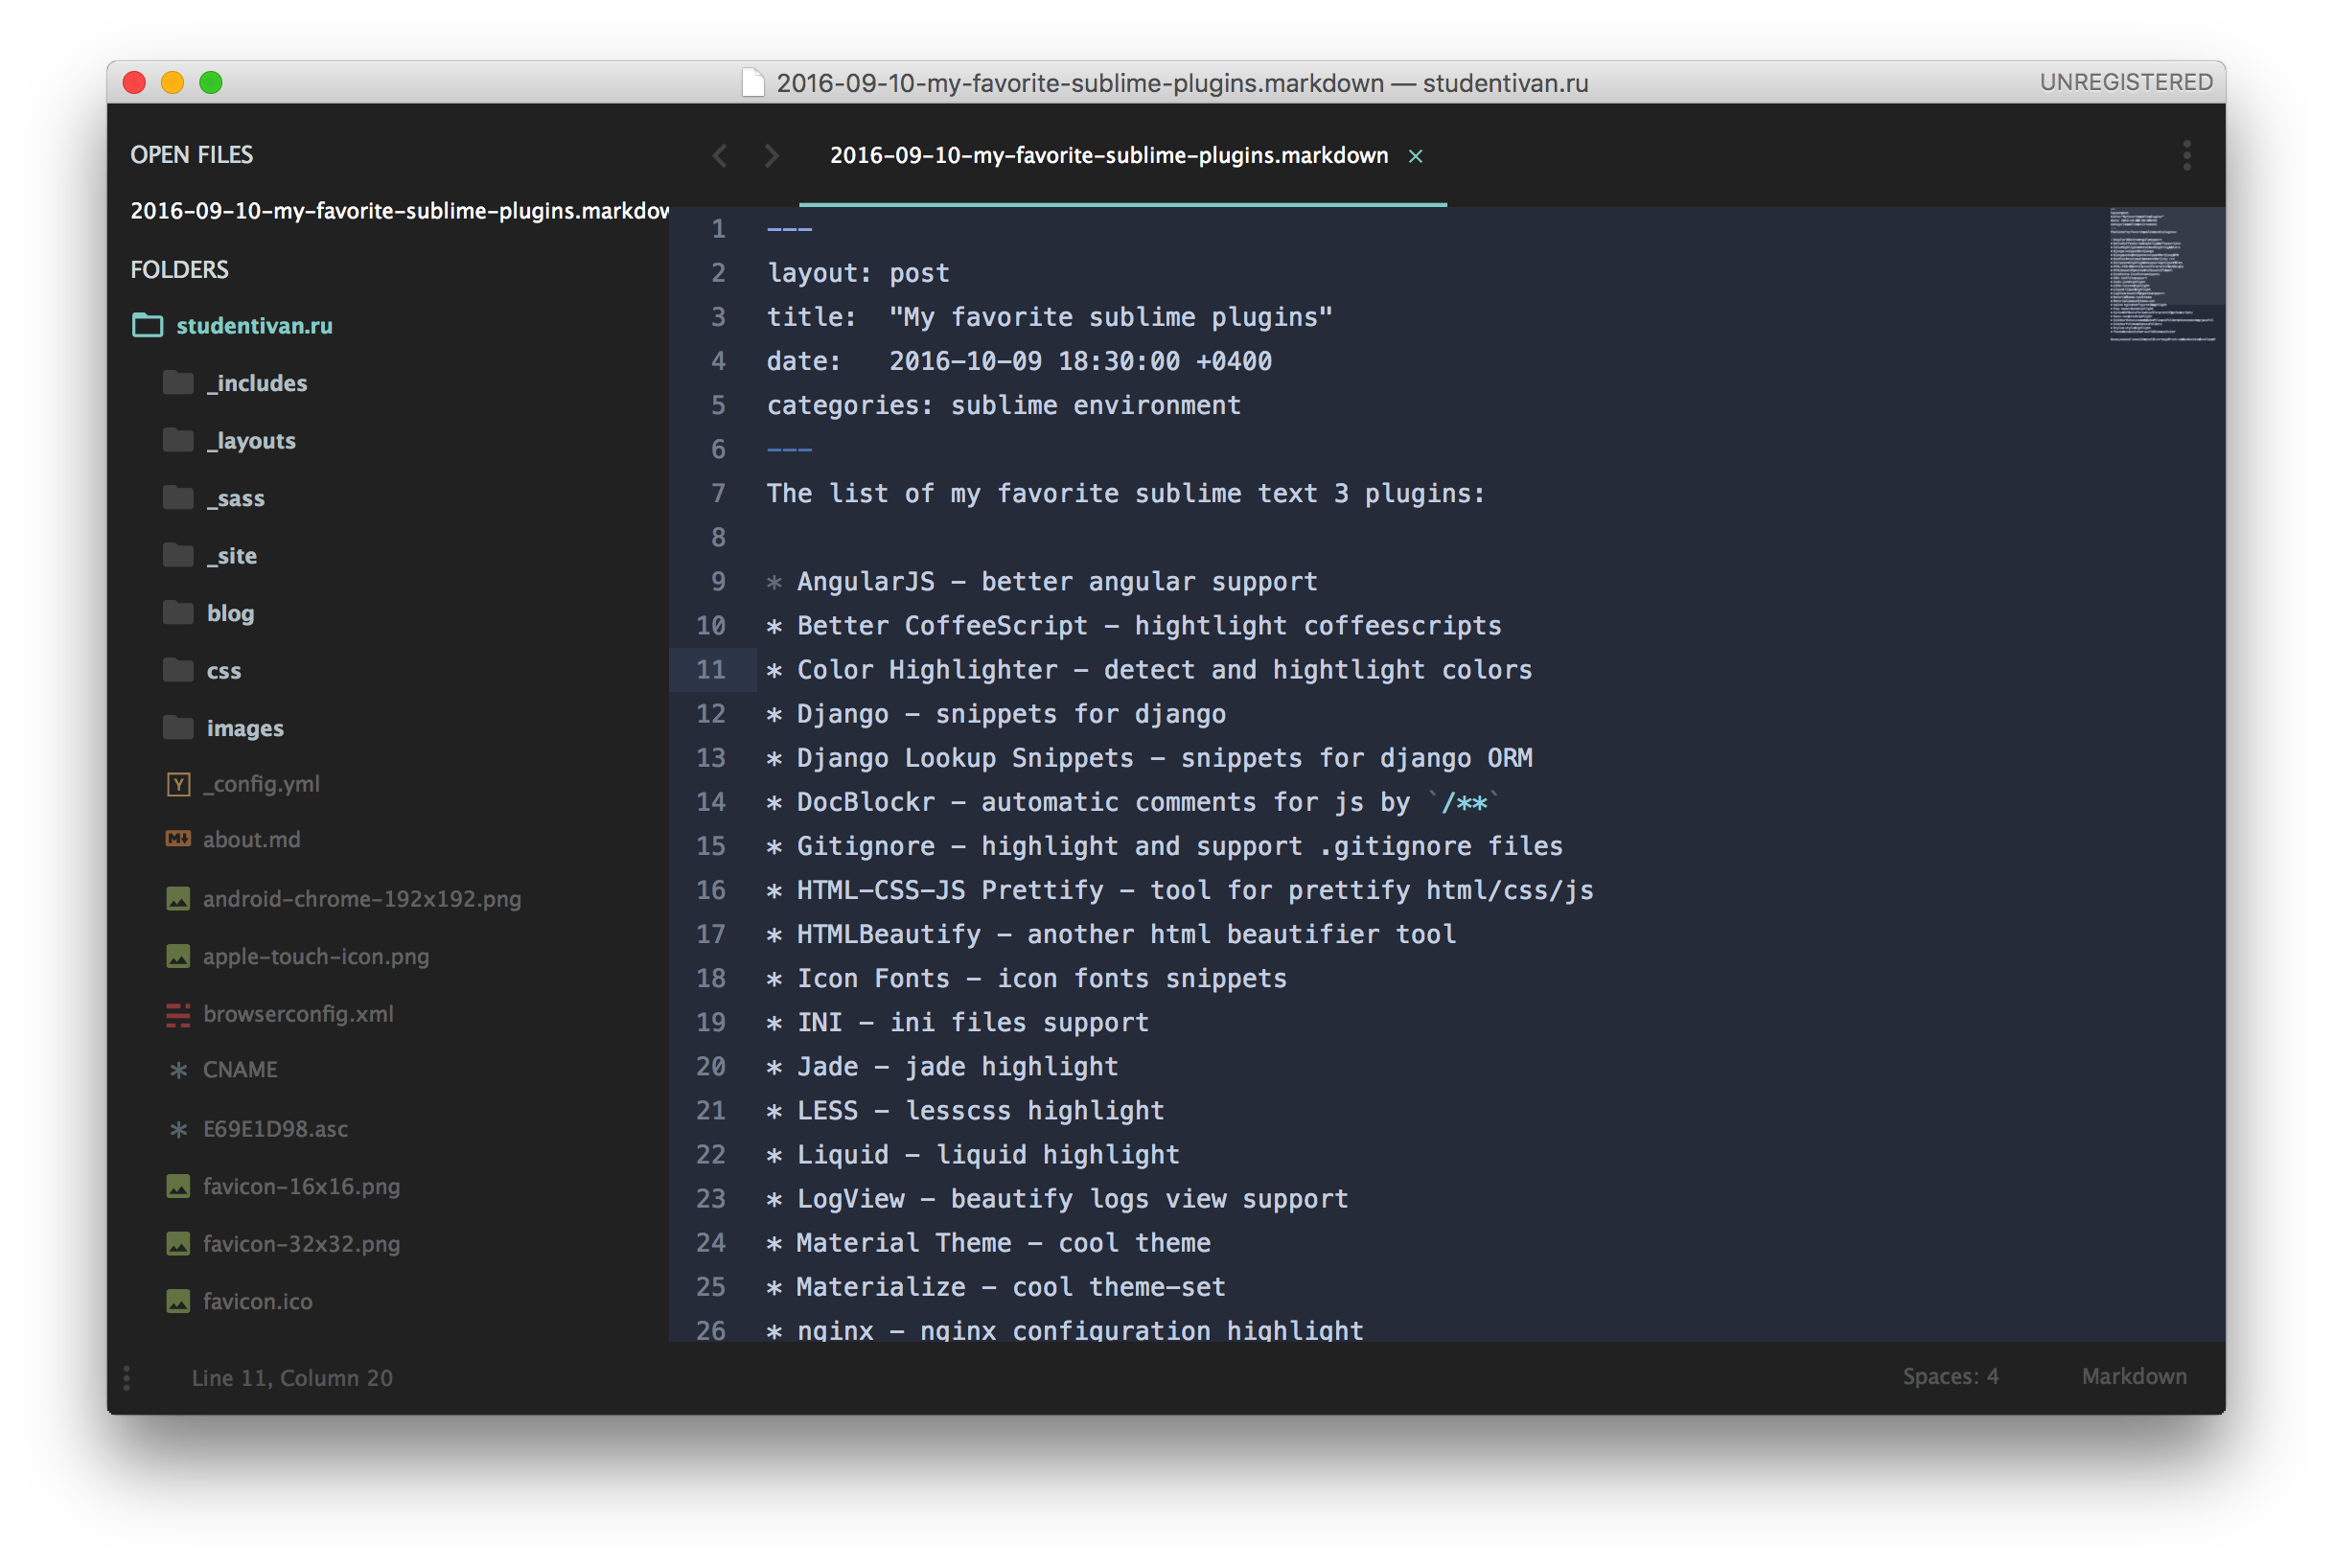 2016-09-10-my-favorite-sublime-plugins.markdown — studentivan.ru
UNREGISTERED
OPEN FILES
2016-09-10-my-favorite-sublime-plugins.markdow
FOLDERS
studentivan.ru
_includes
_layouts
_sass
_site
blog
css
images
_config.yml
about.md
android-chrome-192x192.png
apple-touch-icon.png
browserconfig.xml
CNAME
E69E1D98.asc
favicon-16x16.png
favicon-32x32.png
favicon.ico
2016-09-10-my-favorite-sublime-plugins.markdown ×
1 ---
2 layout: post
3 title:  "My favorite sublime plugins"
4 date:   2016-10-09 18:30:00 +0400
5 categories: sublime environment
6 ---
7 The list of my favorite sublime text 3 plugins:
8
9 * AngularJS - better angular support
10 * Better CoffeeScript - hightlight coffeescripts
11 * Color Highlighter - detect and hightlight colors
12 * Django - snippets for django
13 * Django Lookup Snippets - snippets for django ORM
14 * DocBlockr - automatic comments for js by `/**`
15 * Gitignore - highlight and support .gitignore files
16 * HTML-CSS-JS Prettify - tool for prettify html/css/js
17 * HTMLBeautify - another html beautifier tool
18 * Icon Fonts - icon fonts snippets
19 * INI - ini files support
20 * Jade - jade highlight
21 * LESS - lesscss highlight
22 * Liquid - liquid highlight
23 * LogView - beautify logs view support
24 * Material Theme - cool theme
25 * Materialize - cool theme-set
26 * nginx - nginx configuration highlight
Line 11, Column 20
Spaces: 4
Markdown